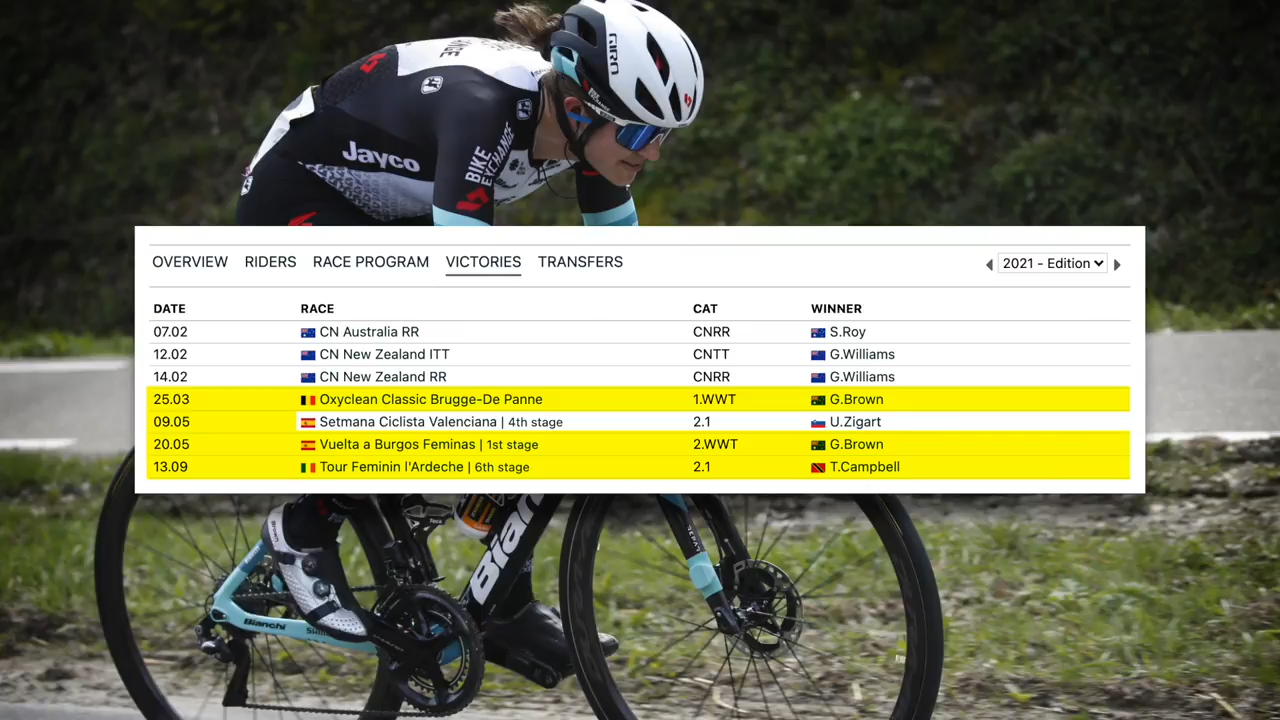 GIRO
Jayco
BIKE
EXCHANGE
OVERVIEW RIDERS RACE PROGRAM VICTORIES TRANSFERS 2021 - Edition
DATE RACE CAT WINNER
07.02 CN Australia RR CNRR S.Roy
12.02 CN New Zealand ITT CNTT G.Williams
14.02 CN New Zealand RR CNRR G.Williams
25.03 Oxyclean Classic Brugge-De Panne 1.WWT G.Brown
09.05 Setmana Ciclista Valenciana | 4th stage 2.1 U.Zigart
20.05 Vuelta a Burgos Feminas | 1st stage 2.WWT G.Brown
13.09 Tour Feminin l'Ardeche | 6th stage 2.1 T.Campbell
Bianchi